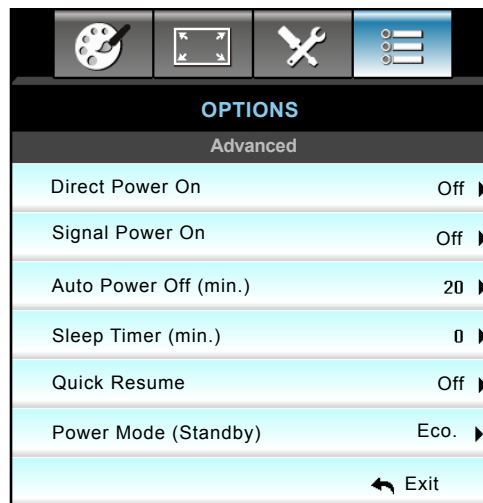 OPTIONS
Advanced
Direct Power On Off
Signal Power On Off
Auto Power Off (min.) 20
Sleep Timer (min.) 0
Quick Resume Off
Power Mode (Standby) Eco.
Exit